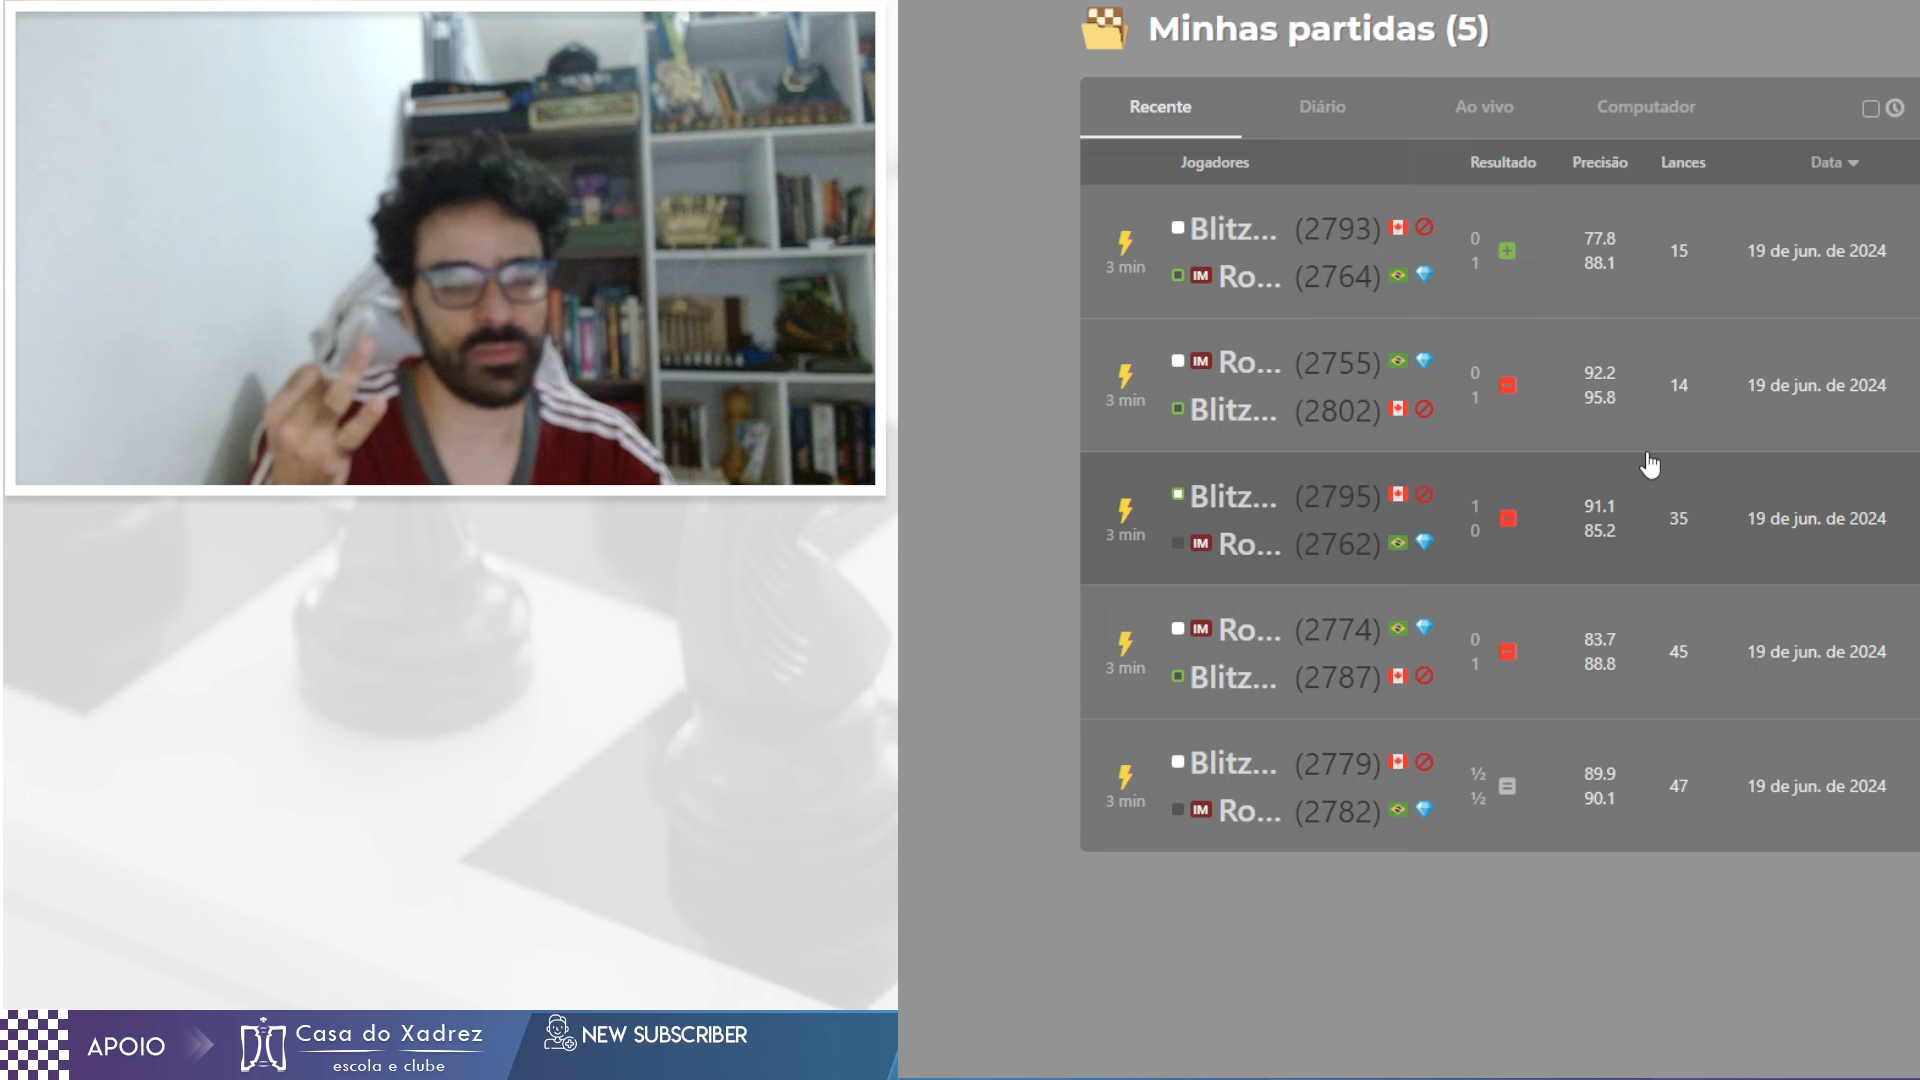 Minhas partidas (5)
Recente Diário Ao vivo Computador
Jogadores Resultado Precisão Lances Data
Blitz... (2793) 0 77.8
3 min 15 19 de jun. de 2024
IM Ro... (2764) 1 88.1
IM Ro... (2755) 0 92.2
3 min 14 19 de jun. de 2024
Blitz... (2802) 1 95.8
Blitz... (2795) 1 91.1
3 min 35 19 de jun. de 2024
IM Ro... (2762) 0 85.2
IM Ro... (2774) 0 83.7
3 min 45 19 de jun. de 2024
Blitz... (2787) 1 88.8
Blitz... (2779) ½ 89.9
3 min 47 19 de jun. de 2024
IM Ro... (2782) ½ 90.1
APOIO
Casa do Xadrez
escola e clube
NEW SUBSCRIBER